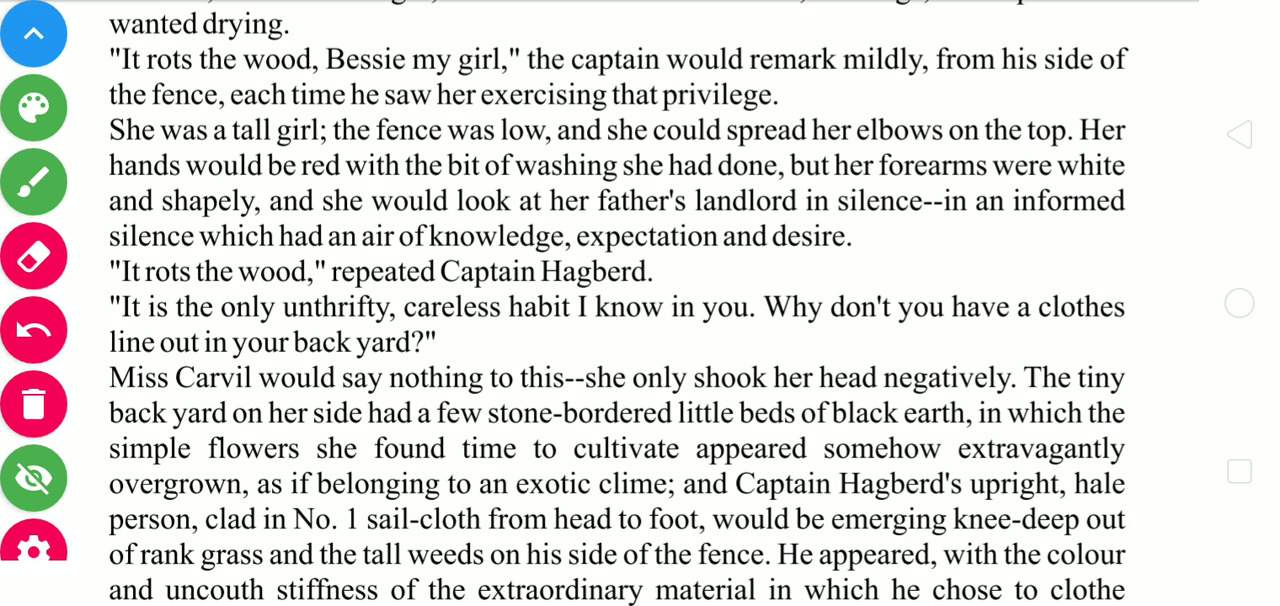 wanted drying.
"It rots the wood, Bessie my girl," the captain would remark mildly, from his side of
the fence, each time he saw her exercising that privilege.
She was a tall girl; the fence was low, and she could spread her elbows on the top. Her
hands would be red with the bit of washing she had done, but her forearms were white
and shapely, and she would look at her father's landlord in silence--in an informed
silence which had an air of knowledge, expectation and desire.
"It rots the wood," repeated Captain Hagberd.
"It is the only unthrifty, careless habit I know in you. Why don't you have a clothes
line out in your back yard?"
Miss Carvil would say nothing to this--she only shook her head negatively. The tiny
back yard on her side had a few stone-bordered little beds of black earth, in which the
simple flowers she found time to cultivate appeared somehow extravagantly
overgrown, as if belonging to an exotic clime; and Captain Hagberd's upright, hale
person, clad in No. 1 sail-cloth from head to foot, would be emerging knee-deep out
of rank grass and the tall weeds on his side of the fence. He appeared, with the colour
and uncouth stiffness of the extraordinary material in which he chose to clothe